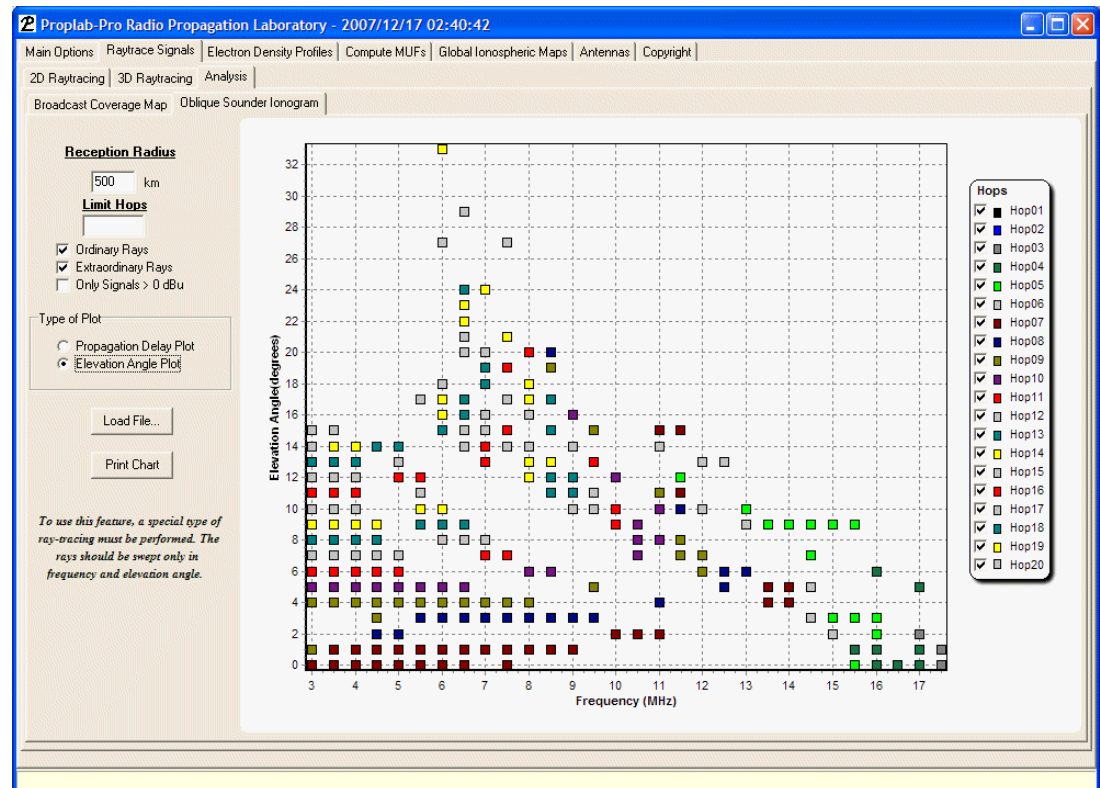 Proplab-Pro Radio Propagation Laboratory - 2007/12/17 02:40:42
Main Options Raytrace Signals Electron Density Profiles Compute MUFs Global Ionospheric Maps Antennas Copyright
2D Raytracing 3D Raytracing Analysis
Broadcast Coverage Map Oblique Sounder Ionogram
Reception Radius
500 km
Limit Hops
Ordinary Rays
Extraordinary Rays
Only Signals > 0 dBu
Type of Plot
Propagation Delay Plot
Elevation Angle Plot
Load File...
Print Chart
To use this feature, a special type of
ray-tracing must be performed. The
rays should be swept only in
frequency and elevation angle.
Elevation Angle(degrees)
32
30
28
26
24
22
20
18
16
14
12
10
8
6
4
2
0
3 4 5 6 7 8 9 10 11 12 13 14 15 16 17
Frequency (MHz)
Hops
Hop01
Hop02
Hop03
Hop04
Hop05
Hop06
Hop07
Hop08
Hop09
Hop10
Hop11
Hop12
Hop13
Hop14
Hop15
Hop16
Hop17
Hop18
Hop19
Hop20